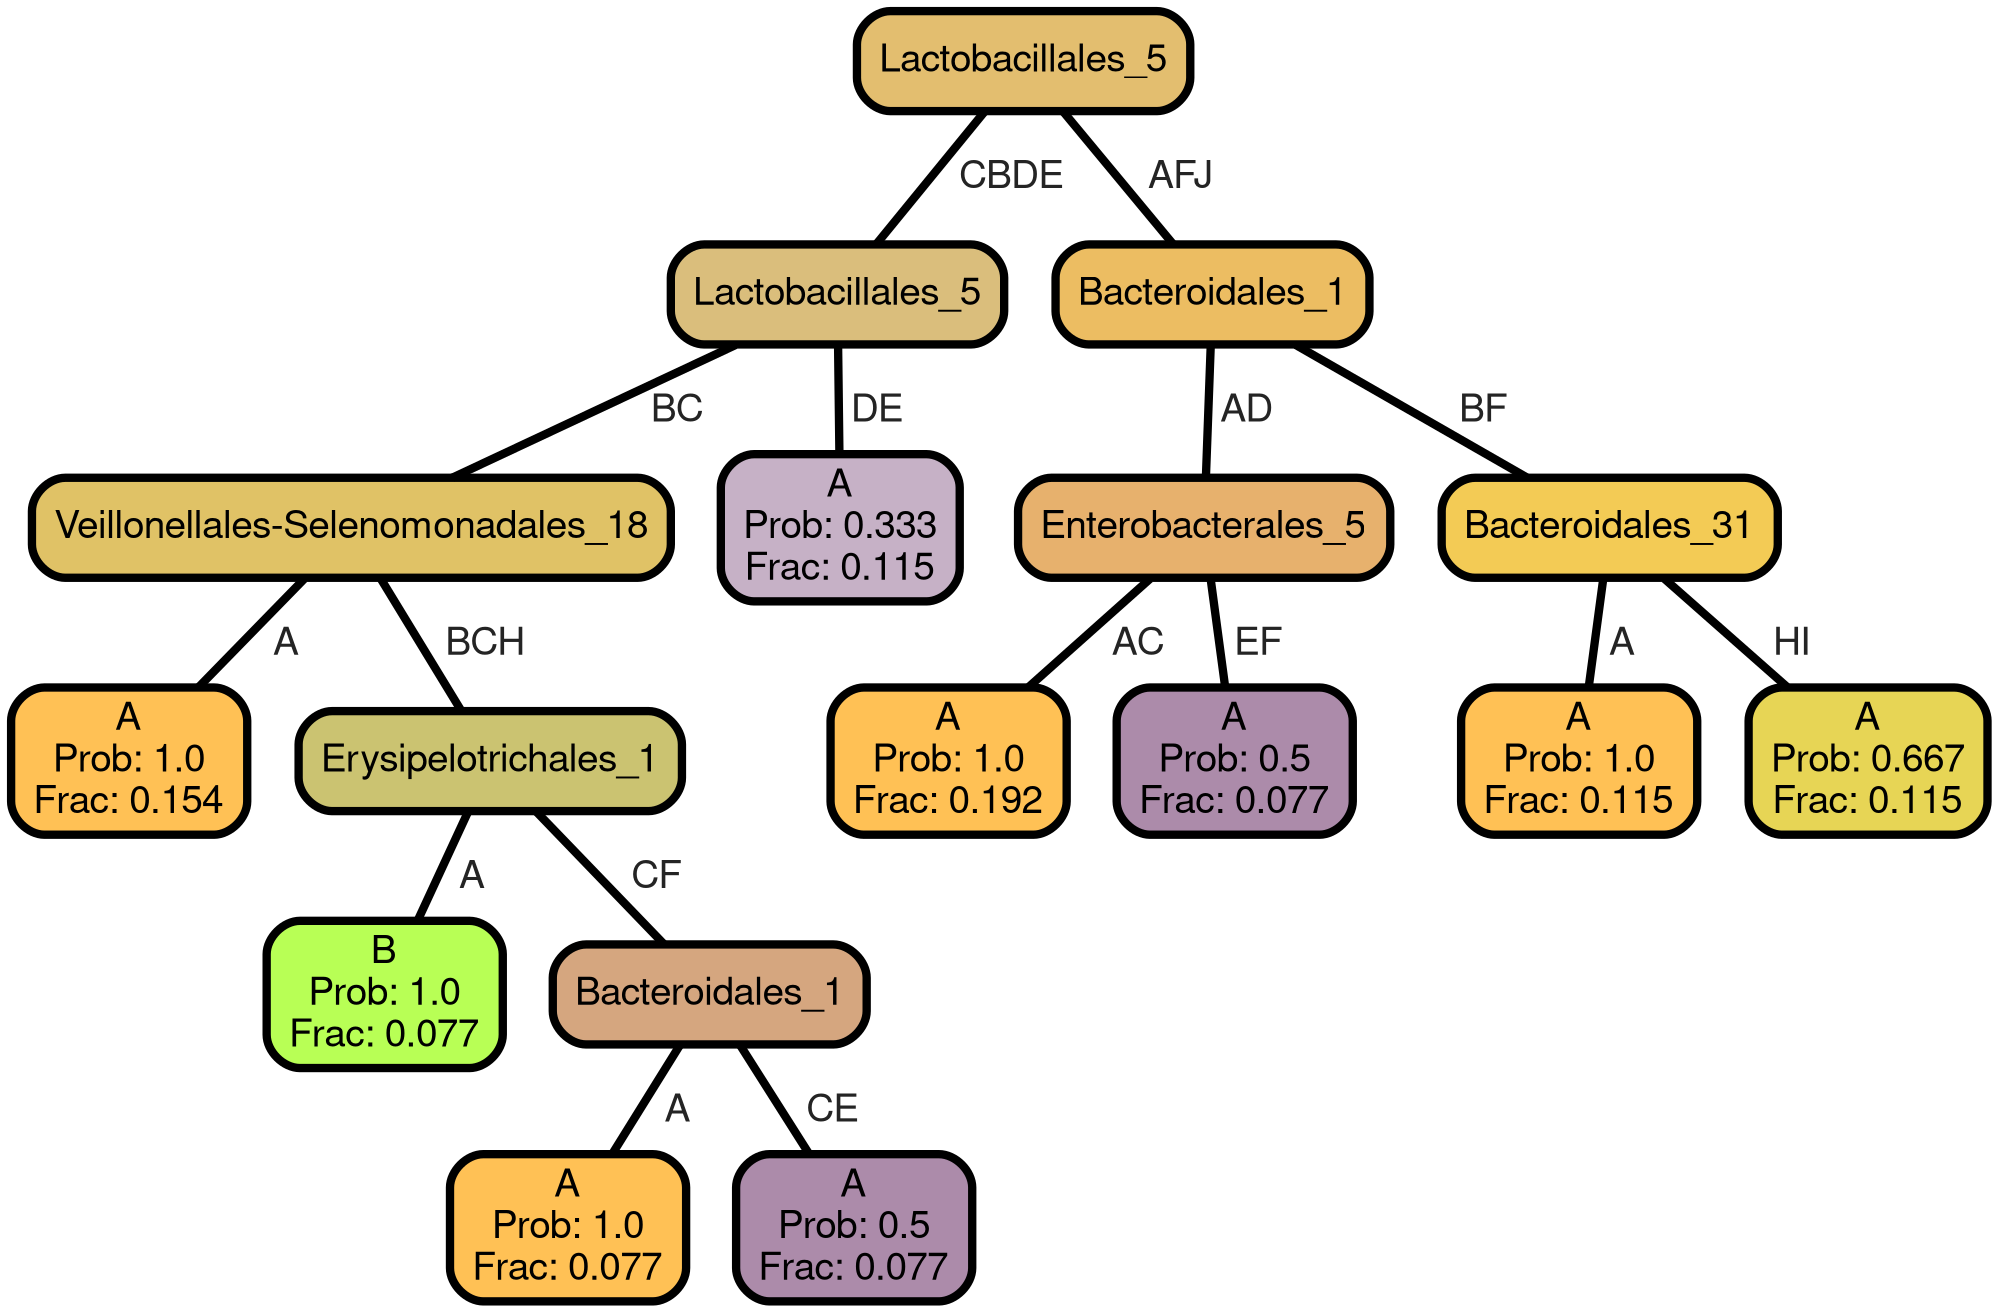 Lactobacillales_5
CBDE
AFJ
Lactobacillales_5
Bacteroidales_1
BC
DE
AD
BF
Veillonellales-Selenomonadales_18
A
Prob: 0.333
Frac: 0.115
Enterobacterales_5
Bacteroidales_31
A
BCH
AC
EF
A
HI
A
Prob: 1.0
Frac: 0.154
Erysipelotrichales_1
A
Prob: 1.0
Frac: 0.192
A
Prob: 0.5
Frac: 0.077
A
Prob: 1.0
Frac: 0.115
A
Prob: 0.667
Frac: 0.115
A
CF
B
Prob: 1.0
Frac: 0.077
Bacteroidales_1
A
CE
A
Prob: 1.0
Frac: 0.077
A
Prob: 0.5
Frac: 0.077